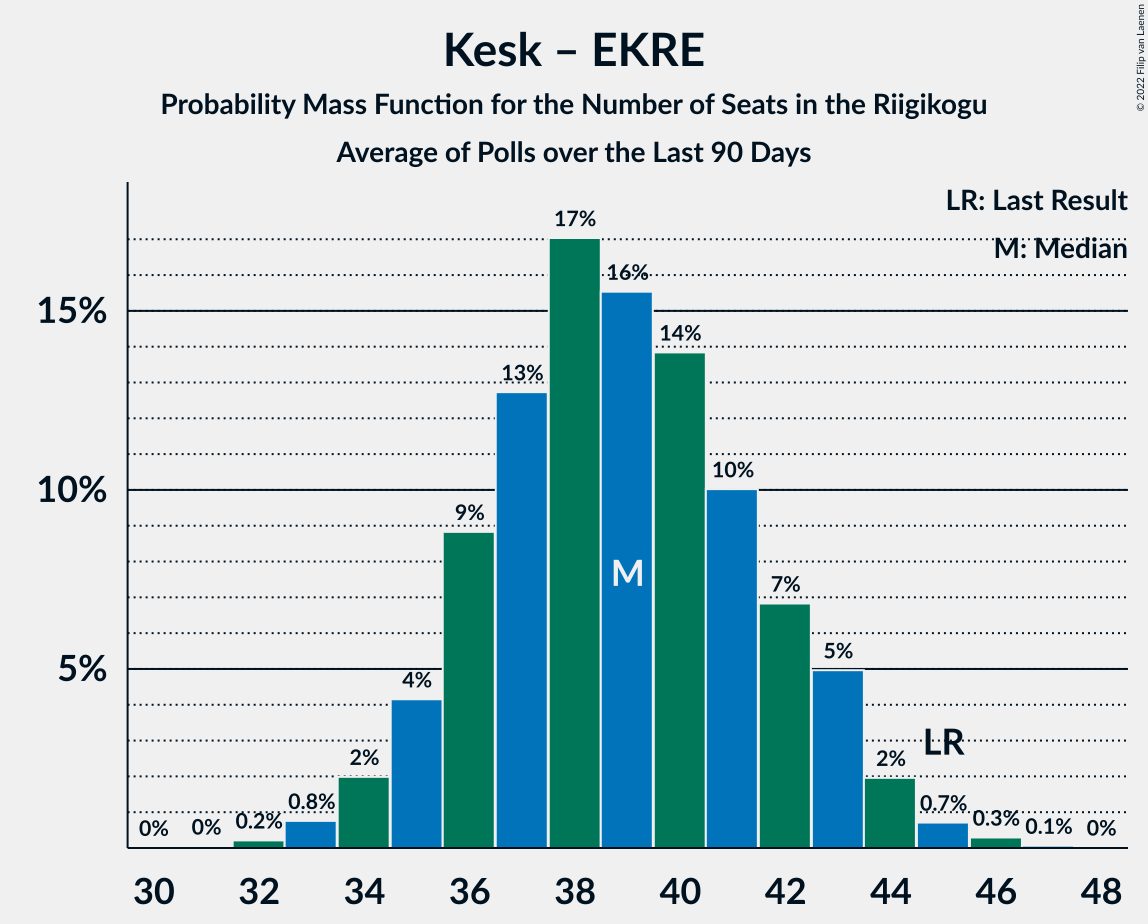 Kesk – EKRE
Probability Mass Function for the Number of Seats in the Riigikogu
Average of Polls over the Last 90 Days
© 2022 Filip van Laenen
LR: Last Result
M: Median
17%
16%
15%
14%
13%
10%
10%
9%
M
7%
5%
5%
4%
LR
2%
2%
0.8%
0.7%
0.2%
0.3%
0%
0%
0.1%
0%
30 32 34 36 38 40 42 44 46 48